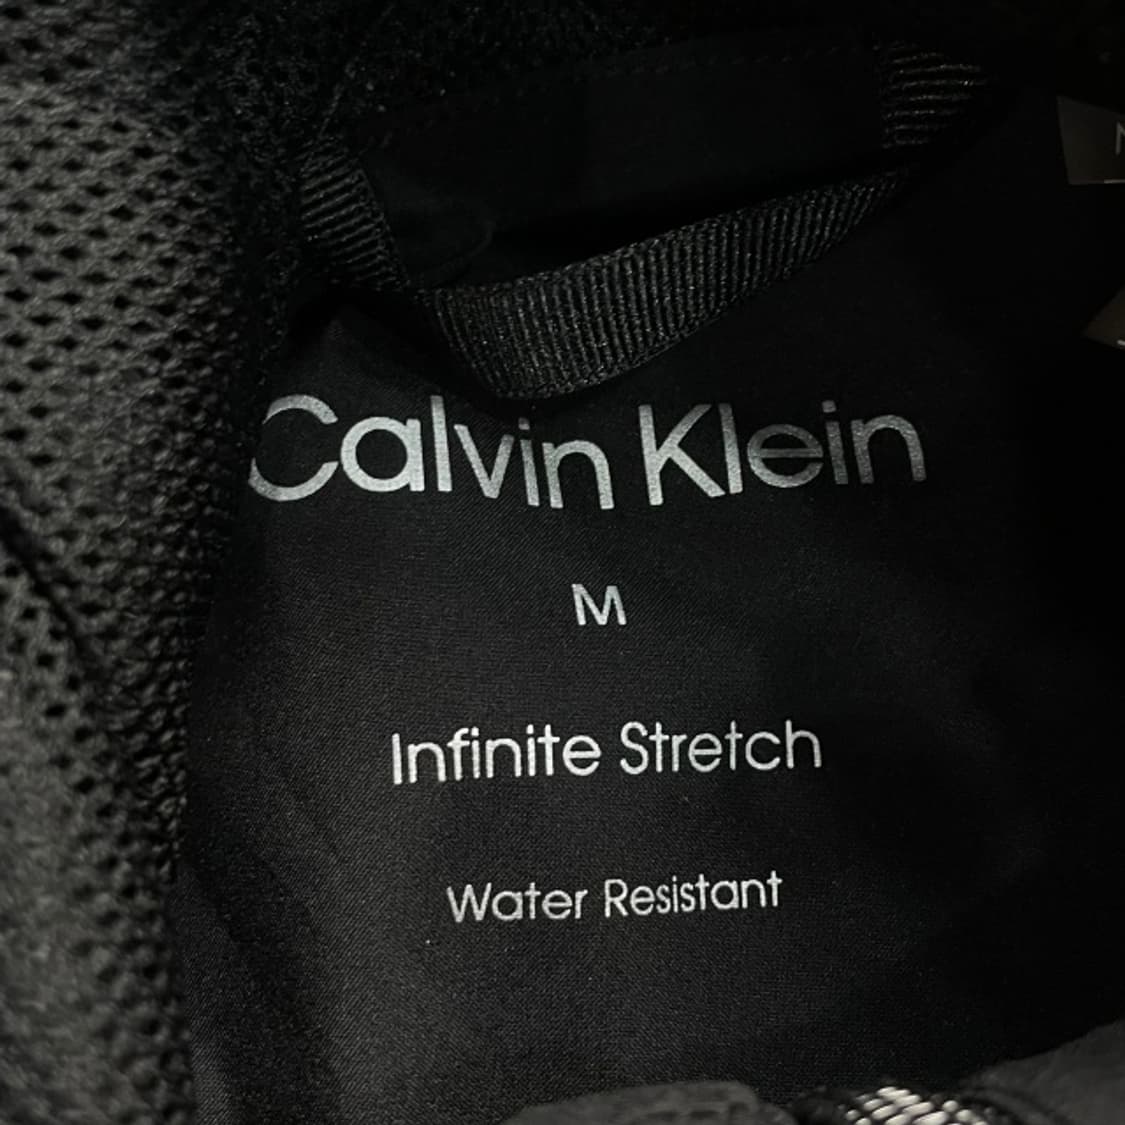 Calvin Klein
M
Infinite Stretch
Water Resistant